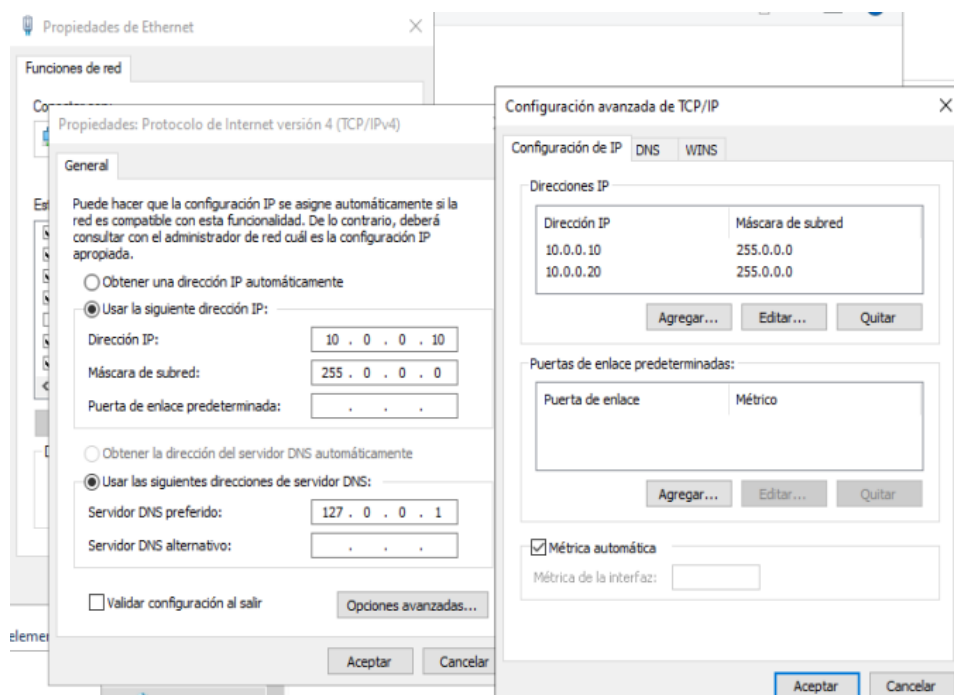 Propiedades de Ethernet
Funciones de red
Propiedades: Protocolo de Internet versión 4 (TCP/IPv4)
General
Puede hacer que la configuración IP se asigne automáticamente si la
red es compatible con esta funcionalidad. De lo contrario, deberá
consultar con el administrador de red cuál es la configuración IP
apropiada.
Obtener una dirección IP automáticamente
Usar la siguiente dirección IP:
Dirección IP: 10 . 0 . 0 . 10
Máscara de subred: 255 . 0 . 0 . 0
Puerta de enlace predeterminada: . . .
Obtener la dirección del servidor DNS automáticamente
Usar las siguientes direcciones de servidor DNS:
Servidor DNS preferido: 127 . 0 . 0 . 1
Servidor DNS alternativo: . . .
Validar configuración al salir
Opciones avanzadas...
Aceptar Cancelar
Configuración avanzada de TCP/IP
Configuración de IP DNS WINS
Direcciones IP
Dirección IP Máscara de subred
10.0.0.10 255.0.0.0
10.0.0.20 255.0.0.0
Agregar... Editar... Quitar
Puertas de enlace predeterminadas:
Puerta de enlace Métrico
Agregar... Editar... Quitar
Métrica automática
Métrica de la interfaz:
Aceptar Cancelar